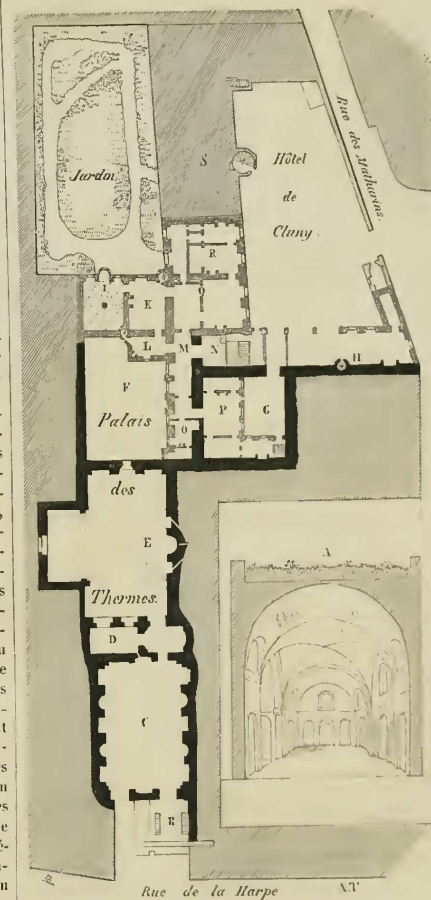 Rue des Mathurins.
Jardin
S
Hôtel
de
Cluny.
R
I
K
Q
L
M
N
H
F
Palais
P
G
O
des
E
A
Thermes.
D
C
B
Rue de la Harpe
A.T